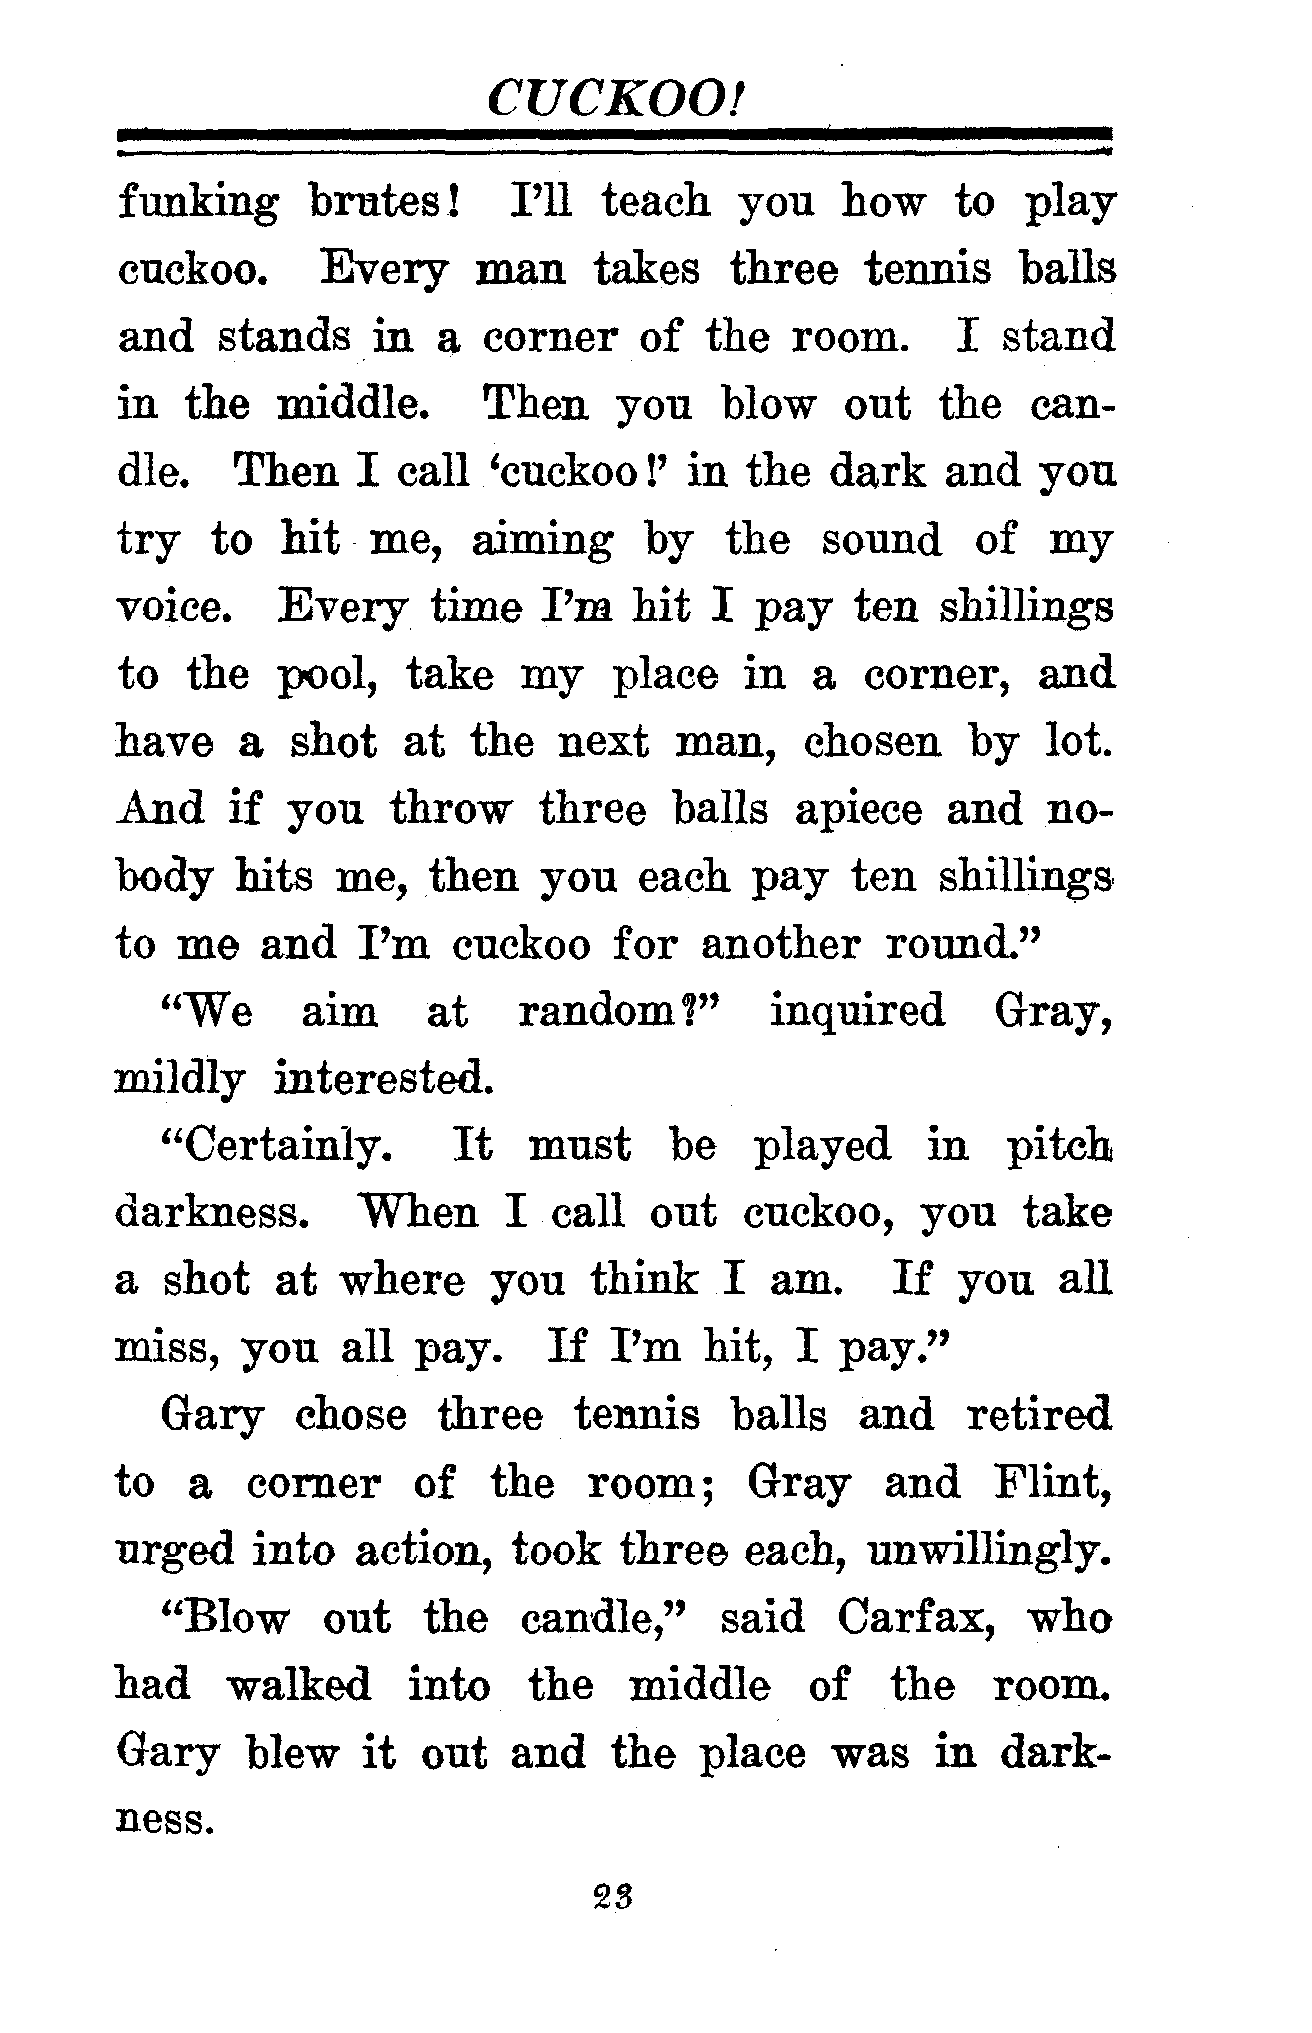 CUCKOO!
funking brutes! I'll teach you how to play
cuckoo. Every man takes three tennis balls
and stands in a corner of the room. I stand
in the middle. Then you blow out the can-
dle. Then I call ‘cuckoo!’ in the dark and you
try to hit me, aiming by the sound of my
voice. Every time I’m hit I pay ten shillings
to the pool, take my place in a corner, and
have a shot at the next man, chosen by lot.
And if you throw three balls apiece and no-
body hits me, then you each pay ten shillings
to me and I’m cuckoo for another round.”
“We aim at random?” inquired Gray,
mildly interested.
“Certainly. It must be played in pitch
darkness. When I call out cuckoo, you take
a shot at where you think I am. If you all
miss, you all pay. If I’m hit, I pay.”
Gary chose three tennis balls and retired
to a corner of the room; Gray and Flint,
urged into action, took three each, unwillingly.
“Blow out the candle,” said Carfax, who
had walked into the middle of the room.
Gary blew it out and the place was in dark-
ness.
23